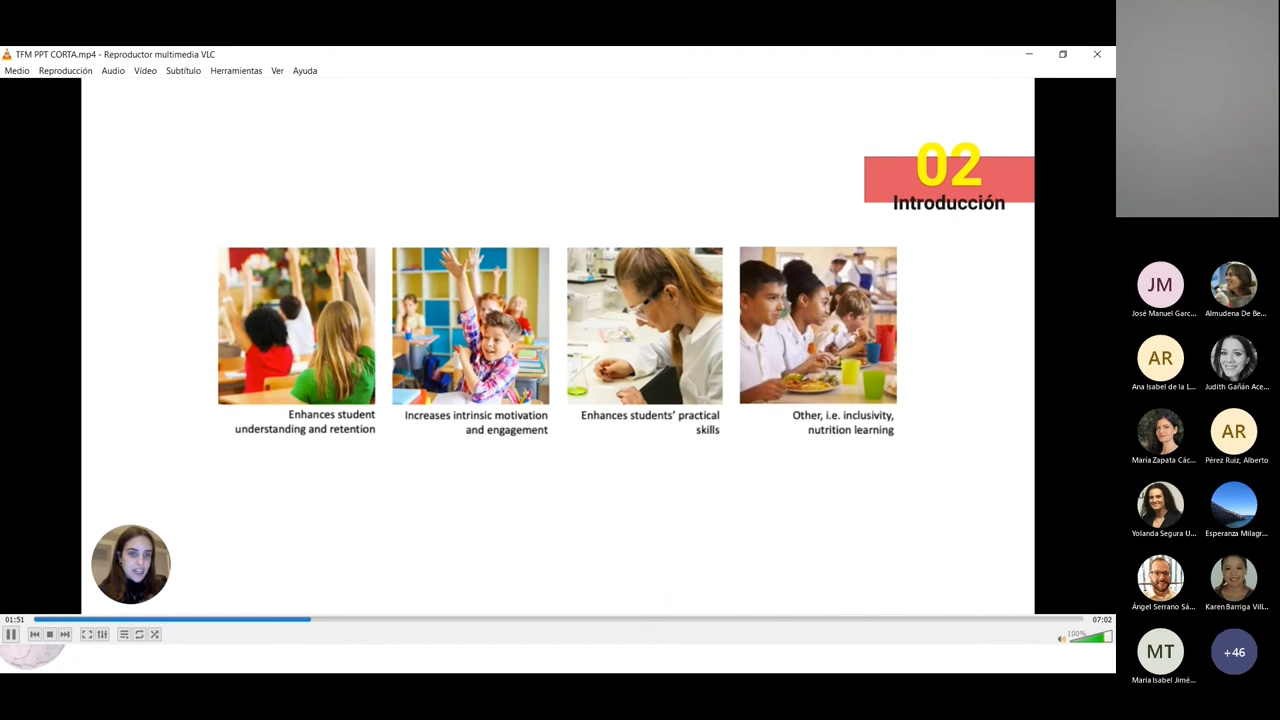 TFM PPT CORTA.mp4 - Reproductor multimedia VLC
Medio Reproducción Audio Vídeo Subtítulo Herramientas Ver Ayuda
02
Introducción
Enhances student
understanding and retention
Increases intrinsic motivation
and engagement
Enhances students' practical
skills
Other, i.e. inclusivity,
nutrition learning
01:51
07:02
100%
JM
José Manuel Garc...
Almudena De Be...
AR
Ana Isabel de la L...
Judith Gañán Ace...
María Zapata Các...
AR
Pérez Ruiz, Alberto
Yolanda Segura U...
Esperanza Milagr...
Ángel Serrano Sá...
Karen Barriga Vill...
MT
Maria Isabel Jimé...
+46